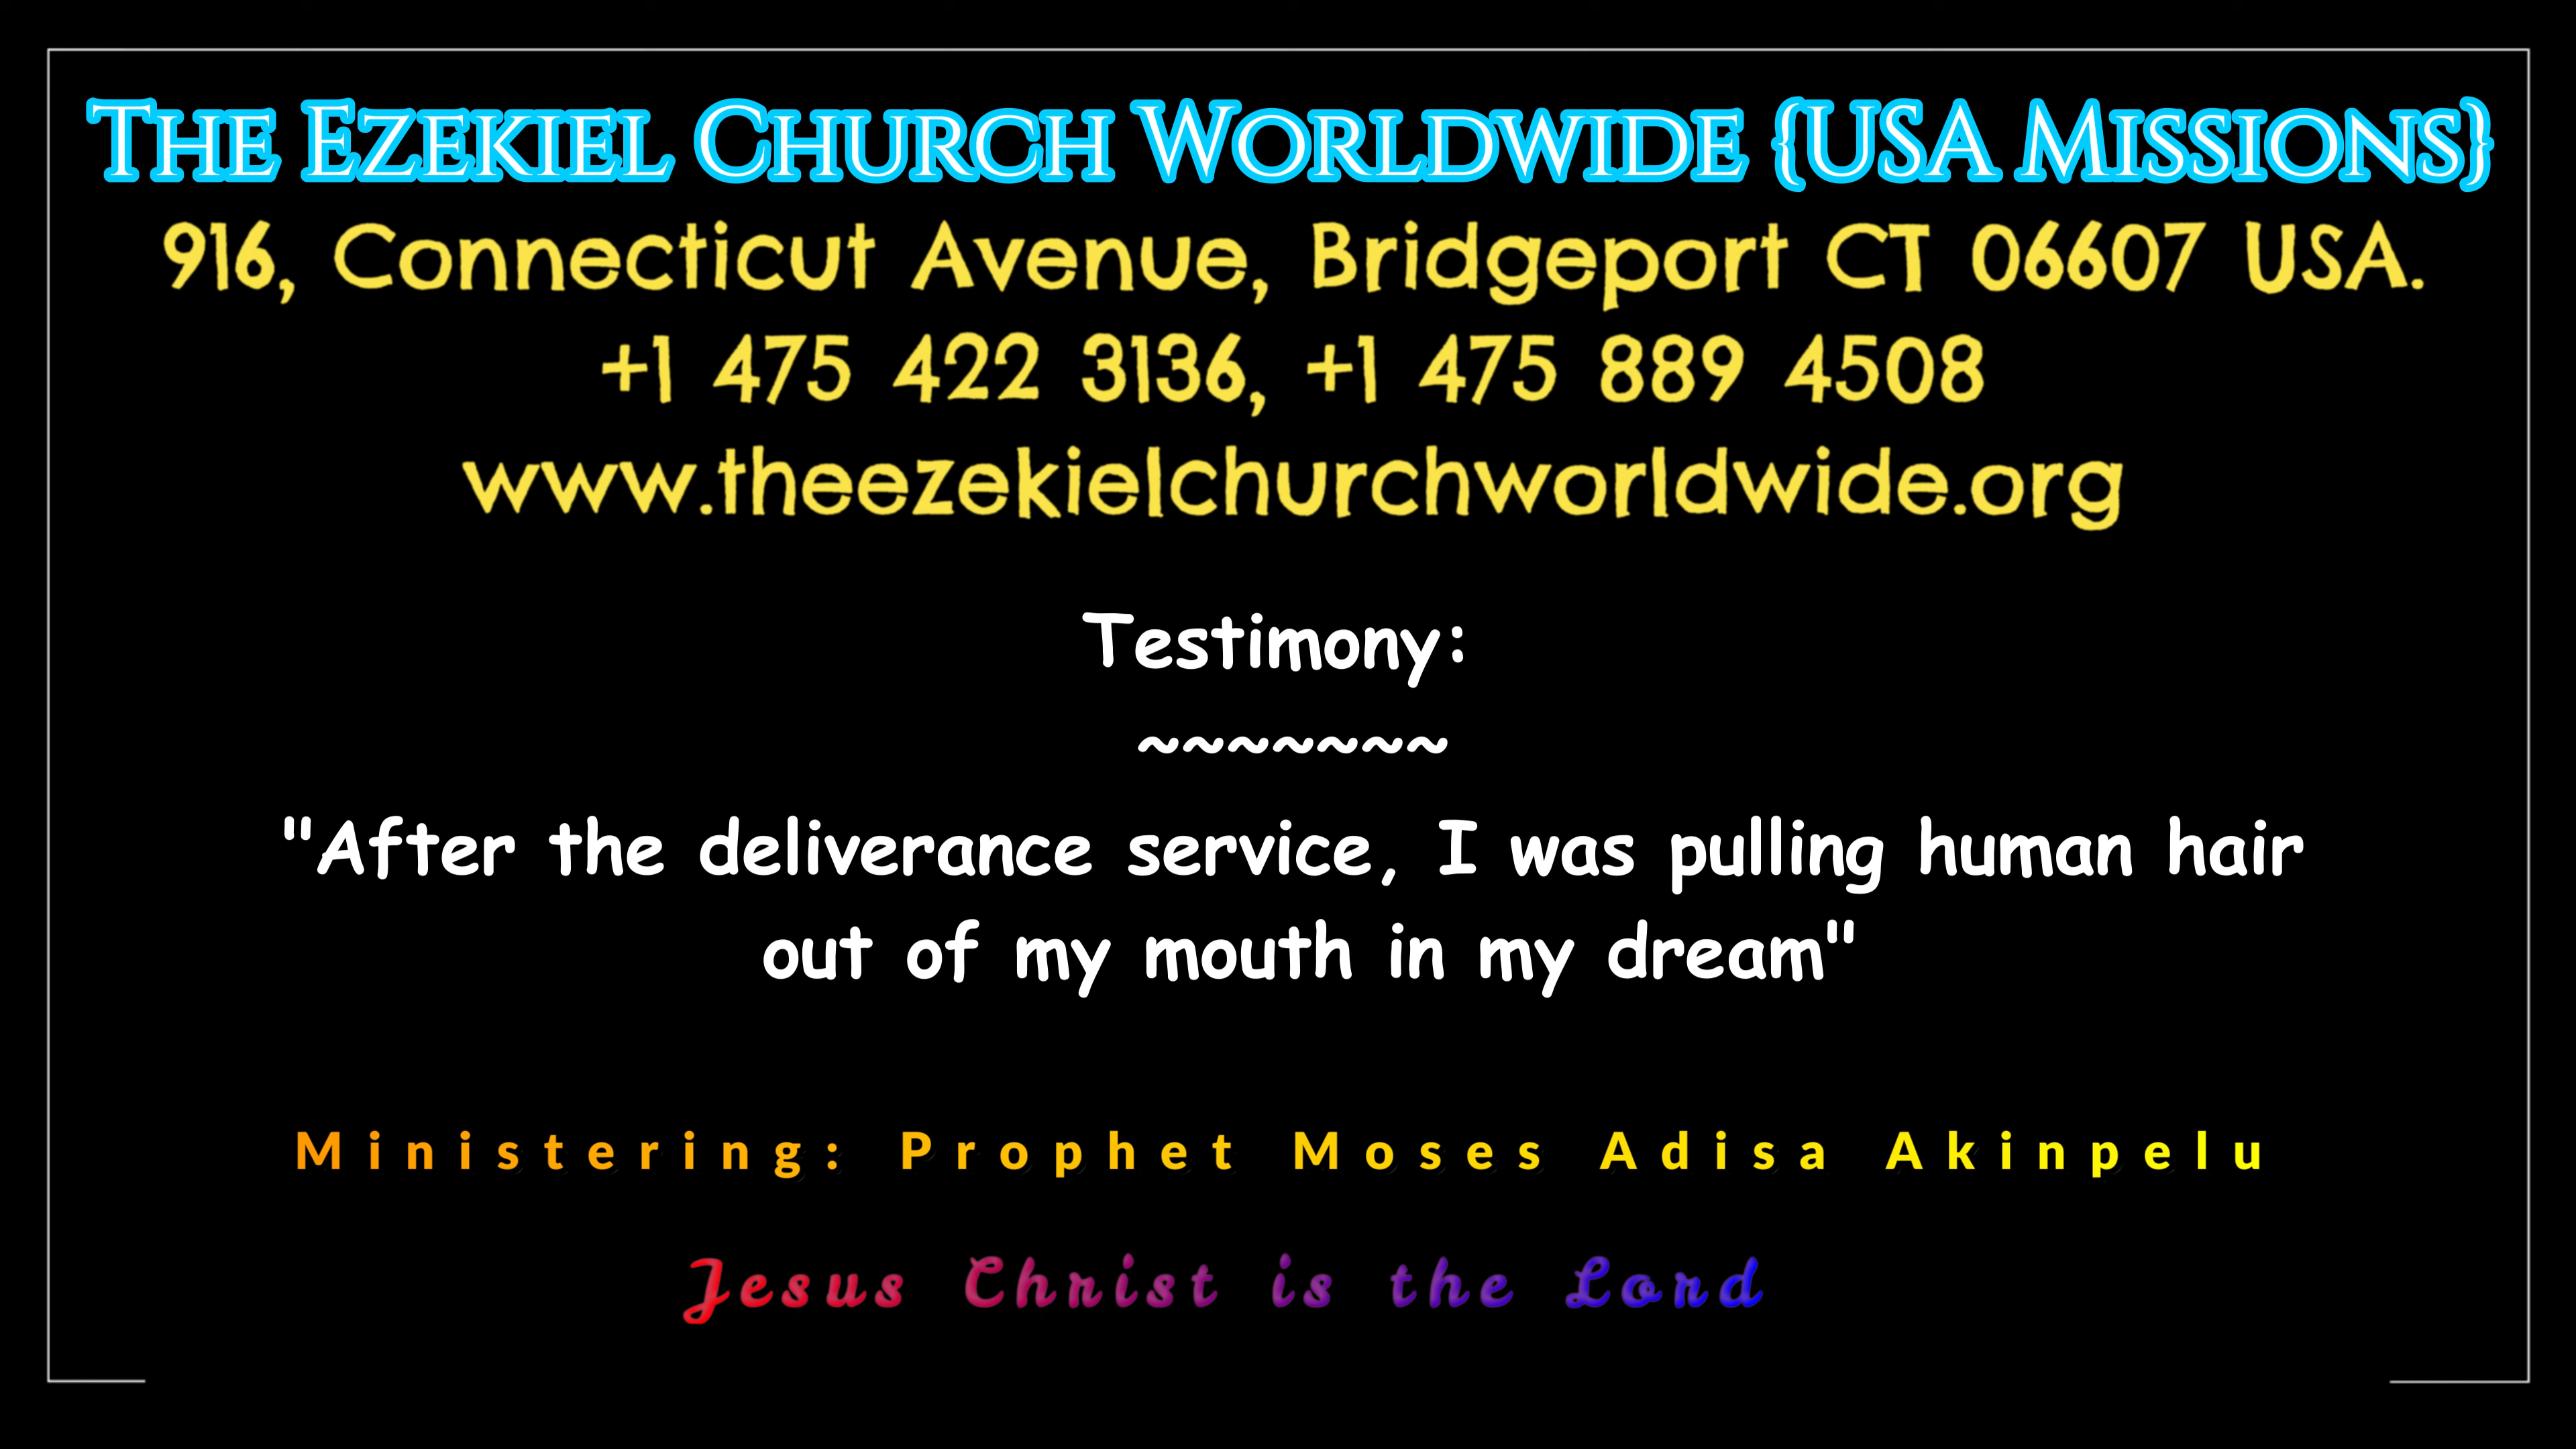 The Ezekiel Church Worldwide {USA Missions}
916, Connecticut Avenue, Bridgeport CT 06607 USA.
+1 475 422 3136, +1 475 889 4508
www.theezekielchurchworldwide.org
Testimony:
~~~~~~~
"After the deliverance service, I was pulling human hair
out of my mouth in my dream"
Ministering: Prophet Moses Adisa Akinpelu
Jesus Christ is the Lord